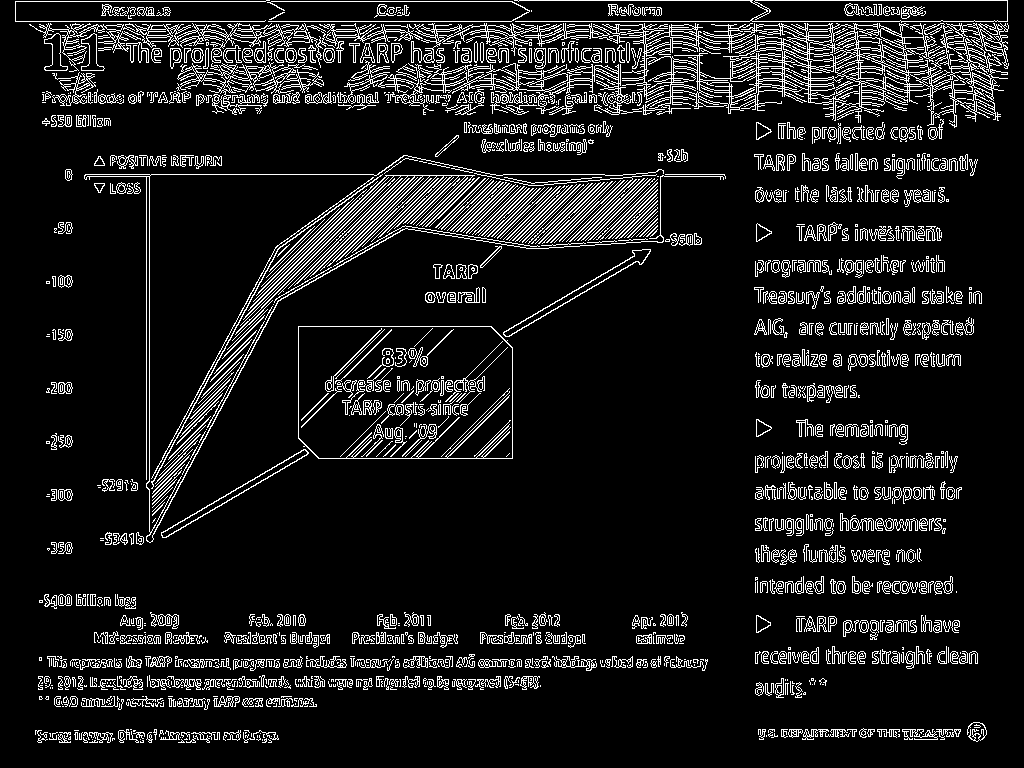 Response Cost Reform Challenges
11 The projected cost of TARP has fallen significantly
Projections of TARP programs and additional Treasury AIG holdings, gain (cost)
+$50 billion
Investment programs only
(excludes housing)*
+$2b
△ POSITIVE RETURN
0
▽ LOSS
-50
-$60b
-100
TARP
overall
-150
83%
decrease in projected
TARP costs since
Aug. '09
-200
-250
-$291b
-300
-$341b
-350
-$400 billion loss
Aug. 2009 Feb. 2010 Feb. 2011 Feb. 2012 Apr. 2012
Mid-session Review President's Budget President's Budget President's Budget estimate
▷ The projected cost of
TARP has fallen significantly
over the last three years.
▷ TARP's investment
programs, together with
Treasury's additional stake in
AIG, are currently expected
to realize a positive return
for taxpayers.
▷ The remaining
projected cost is primarily
attributable to support for
struggling homeowners;
these funds were not
intended to be recovered.
▷ TARP programs have
received three straight clean
audits.**
* This represents the TARP investment programs and includes Treasury's additional AIG common stock holdings valued as of February
29, 2012. It excludes foreclosure prevention funds, which were not intended to be recovered
** GAO annually reviews Treasury TARP cost estimates.
Source: Treasury, Office of Management and Budget.
U.S. DEPARTMENT OF THE TREASURY